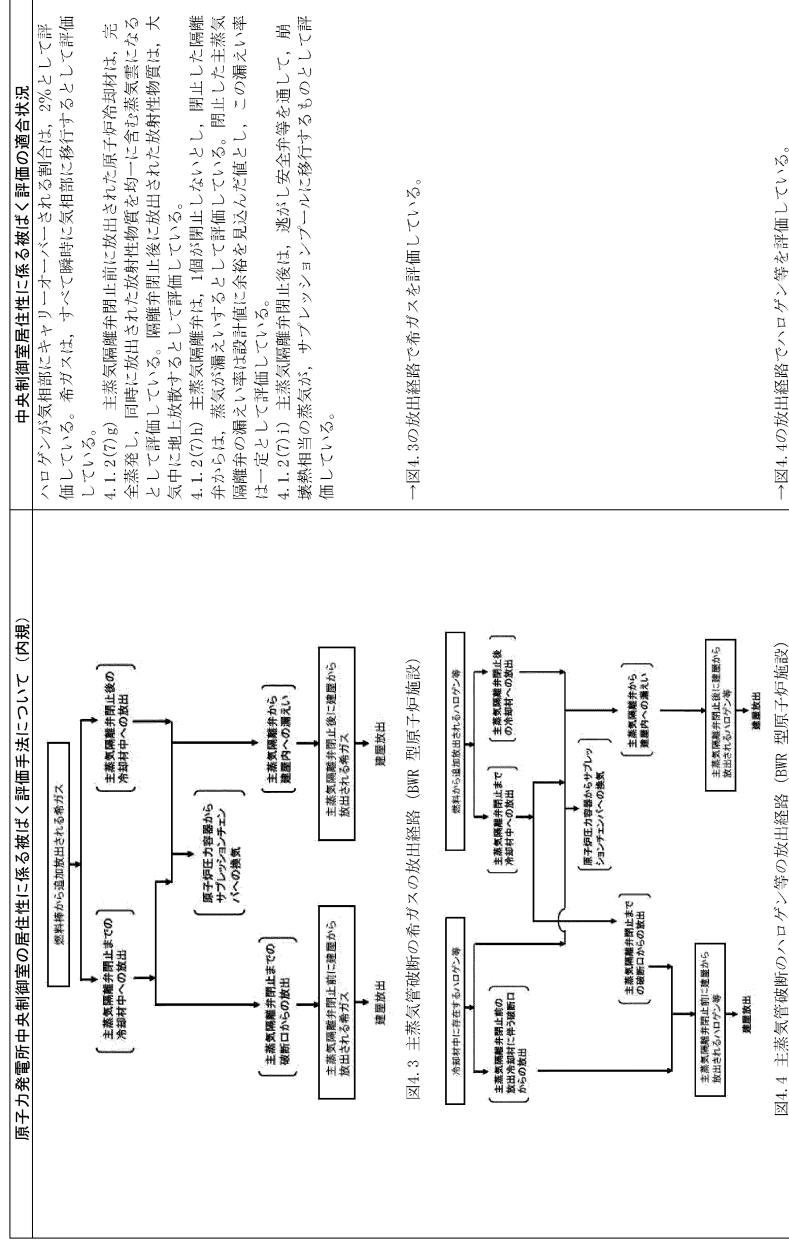 原子力発電所中央制御室の居住性に係る被ばく評価手法について（内規）
燃料棒から追加放出される希ガス
主蒸気隔離弁閉止までの
冷却材中への放出
主蒸気隔離弁閉止後の
冷却材中への放出
原子炉圧力容器から
サプレッションチェン
バへの換気
主蒸気隔離弁閉止までの
破断口からの放出
主蒸気隔離弁から
建屋内への漏えい
主蒸気隔離弁閉止前に建屋から
放出される希ガス
主蒸気隔離弁閉止後に建屋から
放出される希ガス
建屋放出
建屋放出
図4.3 主蒸気管破断の希ガスの放出経路（BWR 型原子炉施設）
冷却材中に存在するハロゲン等
燃料から追加放出されるハロゲン等
主蒸気隔離弁閉止前の
放出冷却材に伴う破断口
からの放出
主蒸気隔離弁閉止まで
冷却材中への放出
主蒸気隔離弁閉止後
の冷却材への放出
原子炉圧力容器からサプレッ
ションチェンバへの換気
主蒸気隔離弁閉止まで
の破断口からの放出
主蒸気隔離弁から
建屋内への漏えい
主蒸気隔離弁閉止前に建屋から
放出されるハロゲン等
主蒸気隔離弁閉止後に建屋から
放出されるハロゲン等
建屋放出
建屋放出
図4.4 主蒸気管破断のハロゲン等の放出経路（BWR 型原子炉施設）
中央制御室居住性に係る被ばく評価の適合状況
ハロゲンが気相部にキャリーオーバーされる割合は，2%として評
価している。希ガスは，すべて瞬時に気相部に移行するとして評価
している。
4.1.2(7)g) 主蒸気隔離弁閉止前に放出された原子炉冷却材は，完
全蒸発し，同時に放出された放射性物質を均一に含む蒸気雲になる
として評価している。隔離弁閉止後に放出された放射性物質は，大
気中に地上放散するとして評価している。
4.1.2(7)h) 主蒸気隔離弁は，1個が閉止しないとし，閉止した隔離
弁からは，蒸気が漏えいするとして評価している。閉止した主蒸気
隔離弁の漏えい率は設計値に余裕を見込んだ値とし，この漏えい率
は一定として評価している。
4.1.2(7)i) 主蒸気隔離弁閉止後は，逃がし安全弁等を通して，崩
壊熱相当の蒸気が，サプレッションプールに移行するものとして評
価している。
→図4.3の放出経路で希ガスを評価している。
→図4.4の放出経路でハロゲン等を評価している。